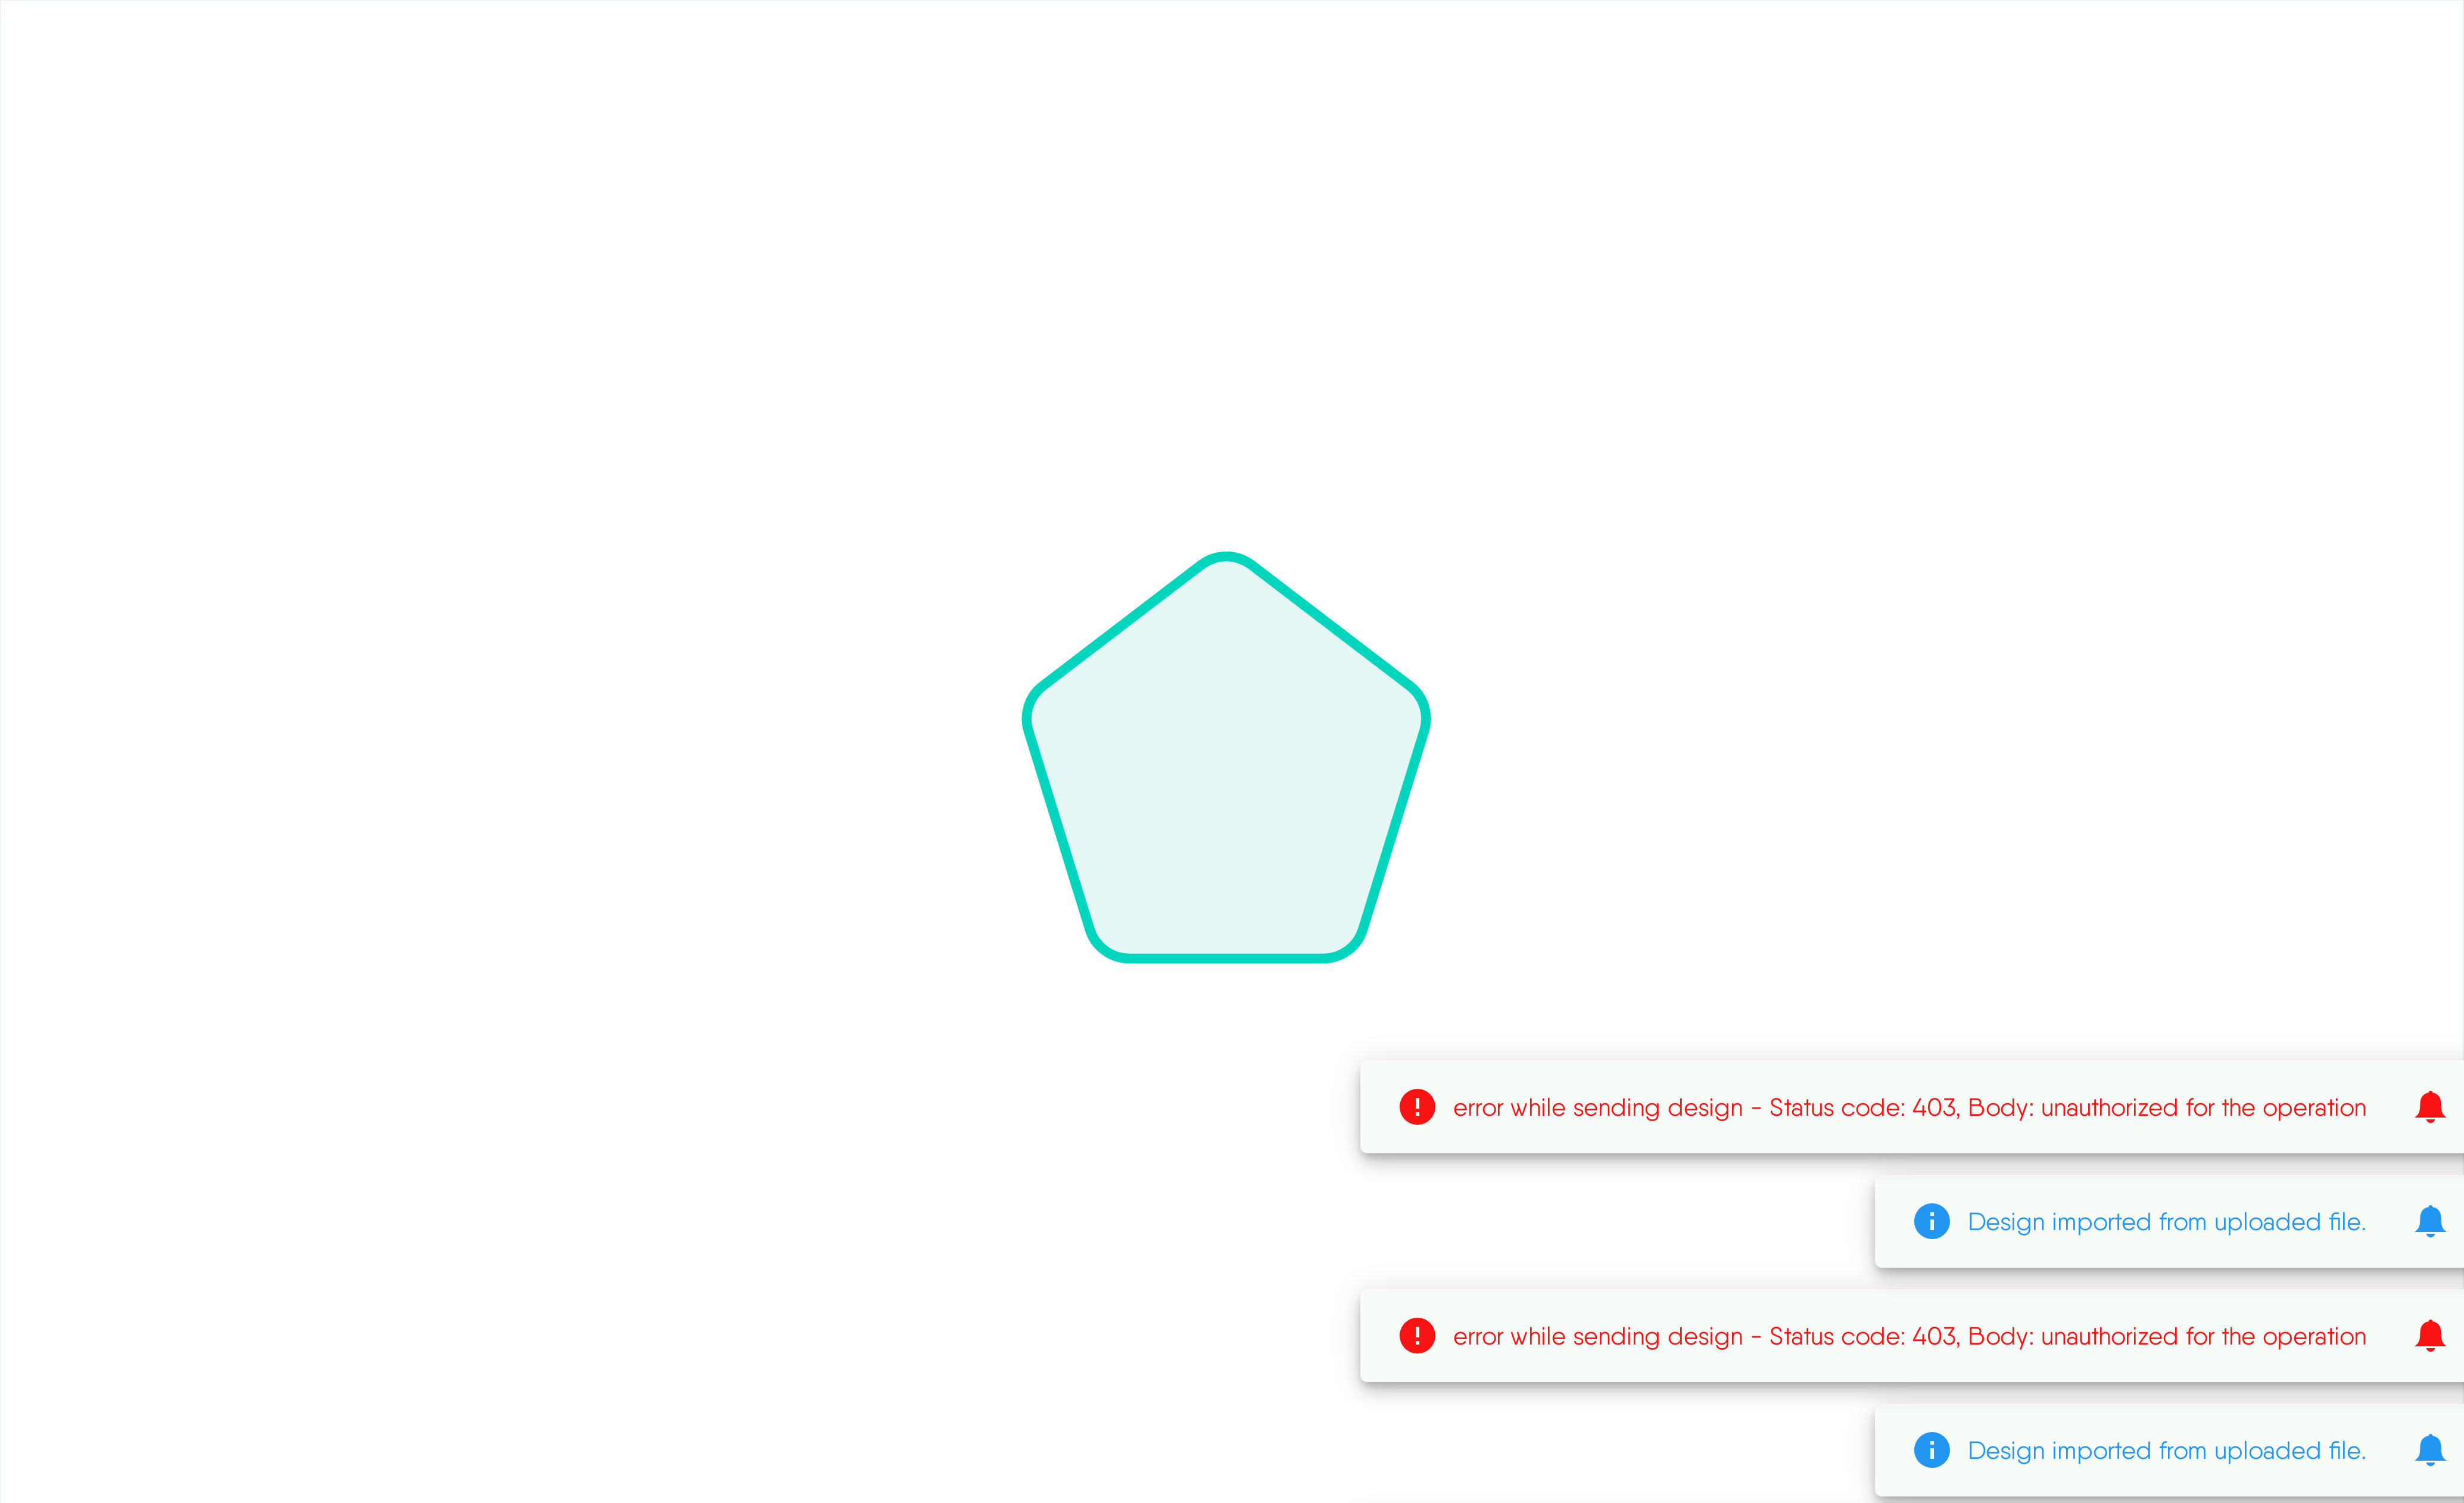 error while sending design - Status code: 403, Body: unauthorized for the operation
Design imported from uploaded file.
error while sending design - Status code: 403, Body: unauthorized for the operation
Design imported from uploaded file.